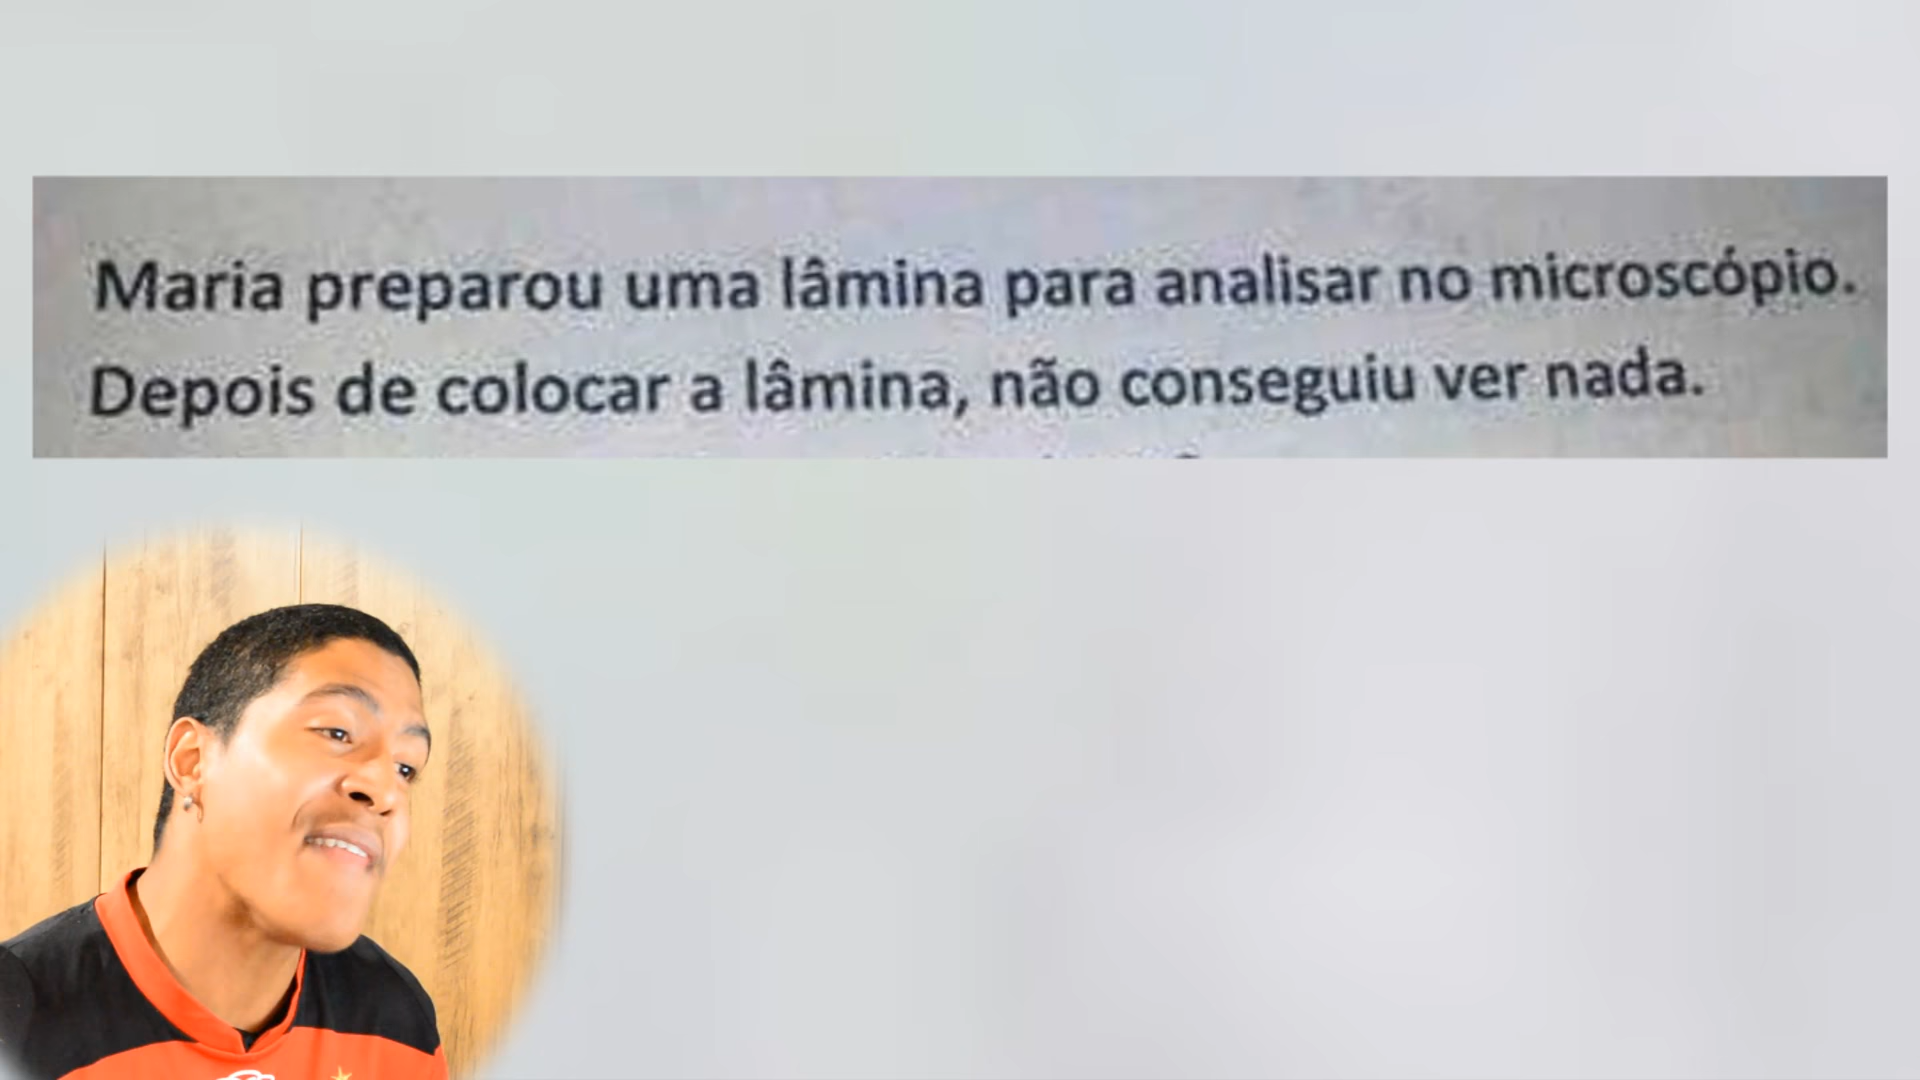 Maria preparou uma lâmina para analisar no microscópio.
Depois de colocar a lâmina, não conseguiu ver nada.